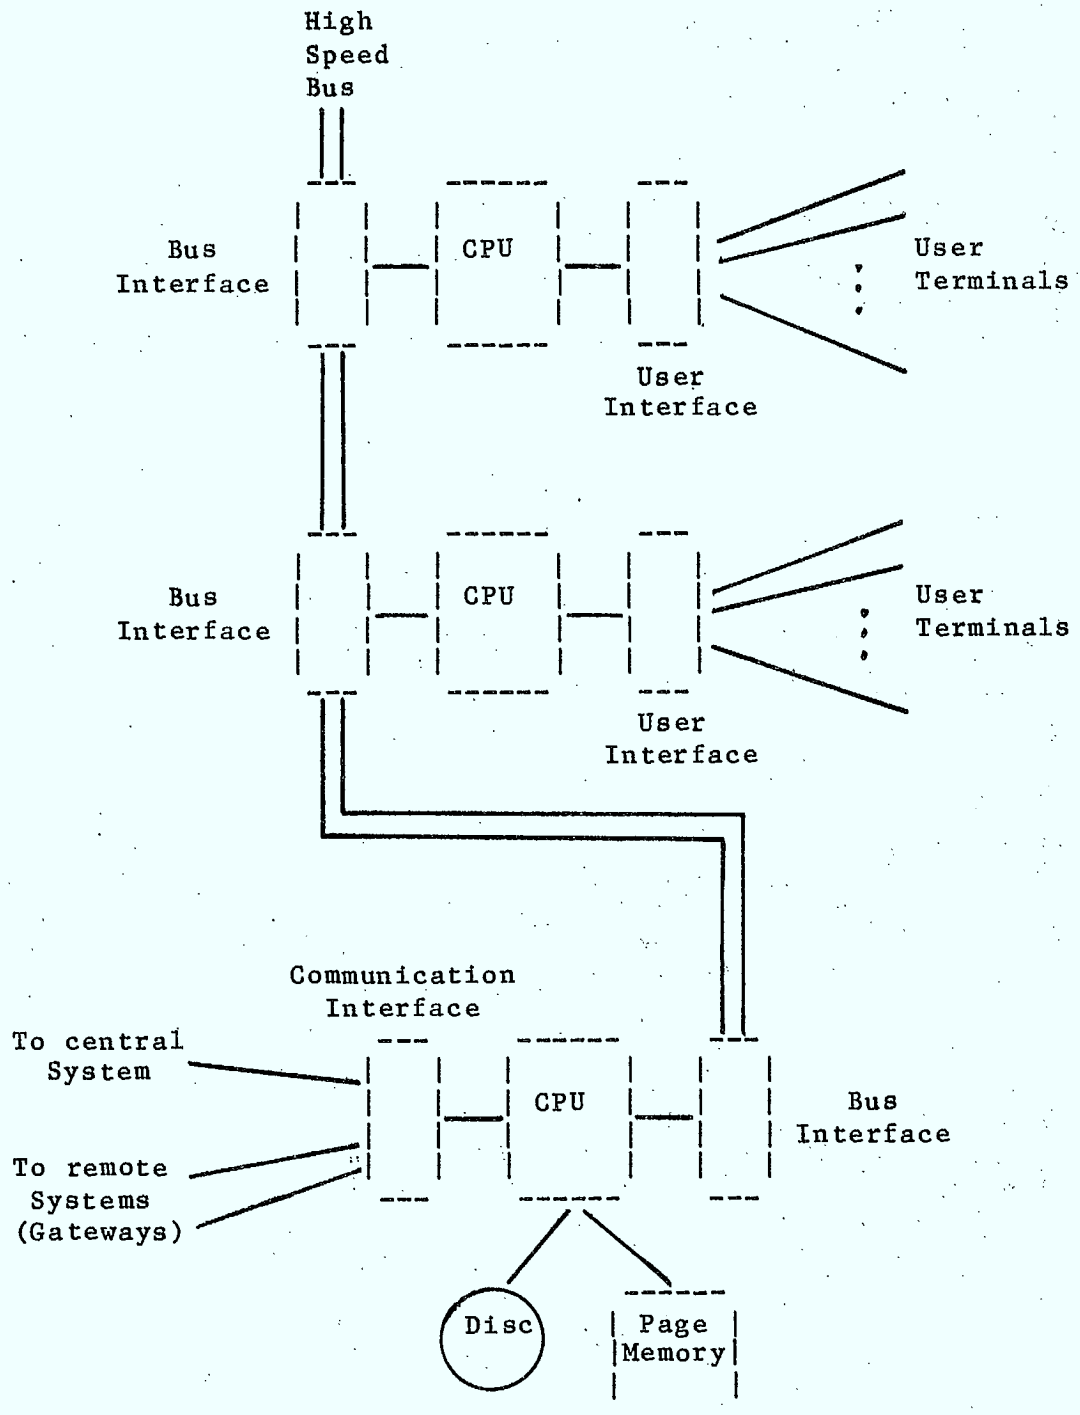 High
Speed
Bus
Bus
Interface
CPU
User
Terminals
User
Interface
Bus
Interface
CPU
User
Terminals
User
Interface
Communication
Interface
To central
System
CPU
Bus
Interface
To remote
Systems
(Gateways)
Disc
Page
Memory